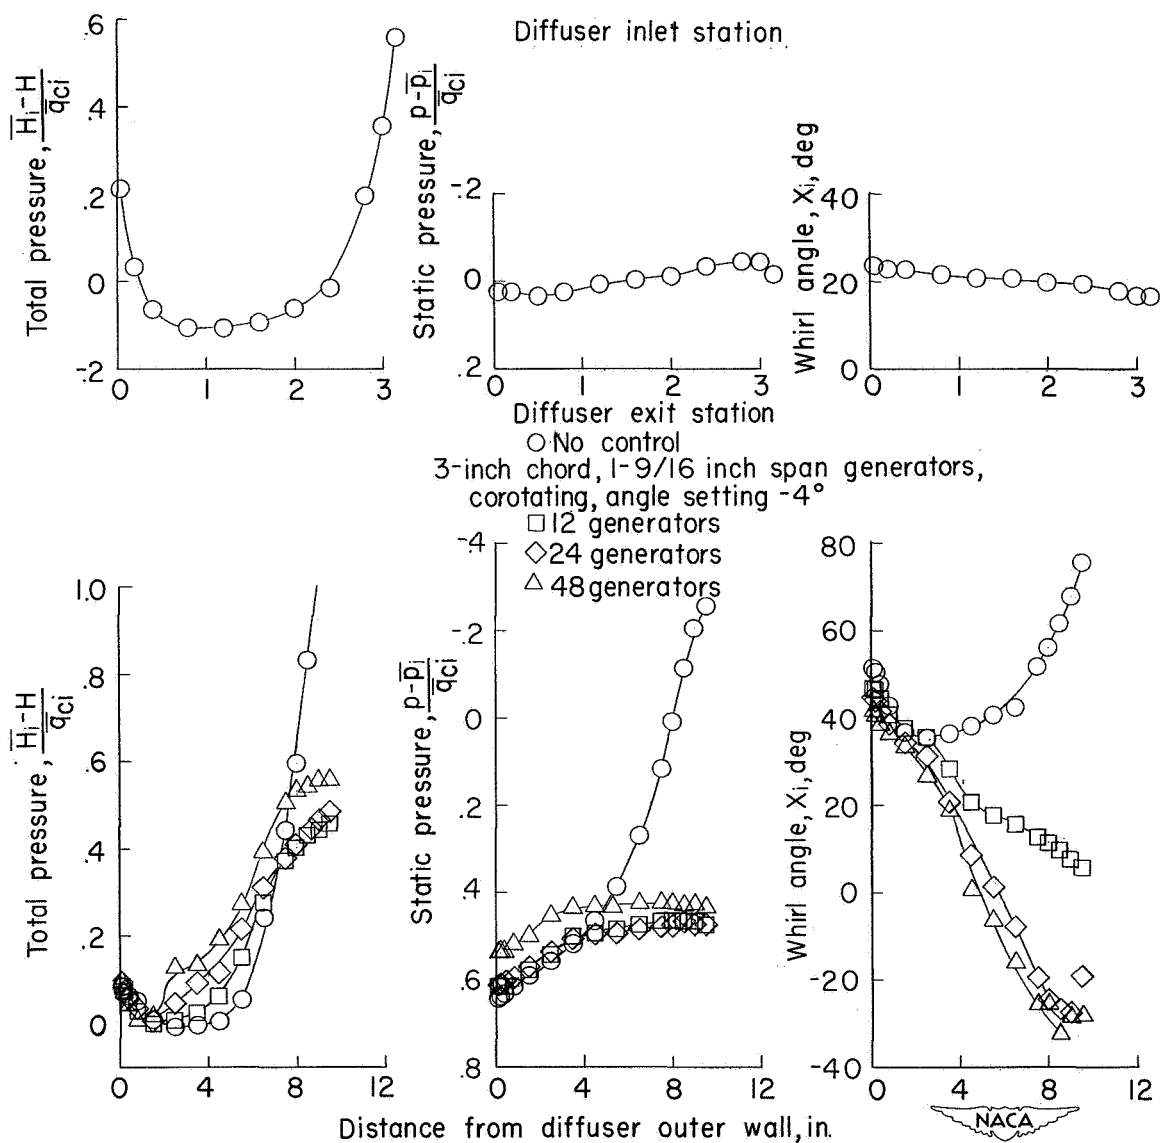 Diffuser inlet station
Total pressure, H̅i-H / q̅ci
.6
.4
.2
0
-.2
0 1 2 3
Static pressure, p-p̅i / q̅ci
-.2
0
.2
0 1 2 3
Whirl angle, Xi, deg
40
20
0
0 1 2 3
Diffuser exit station
No control
3-inch chord, 1-9/16 inch span generators,
corotating, angle setting -4°
12 generators
24 generators
48 generators
Total pressure, H̅i-H / q̅ci
1.0
.8
.6
.4
.2
0
0 4 8 12
Static pressure, p-p̅i / q̅ci
-.4
-.2
0
.2
.4
.6
.8
0 4 8 12
Whirl angle, Xi, deg
80
60
40
20
0
-20
-40
0 4 8 12
Distance from diffuser outer wall, in.
NACA